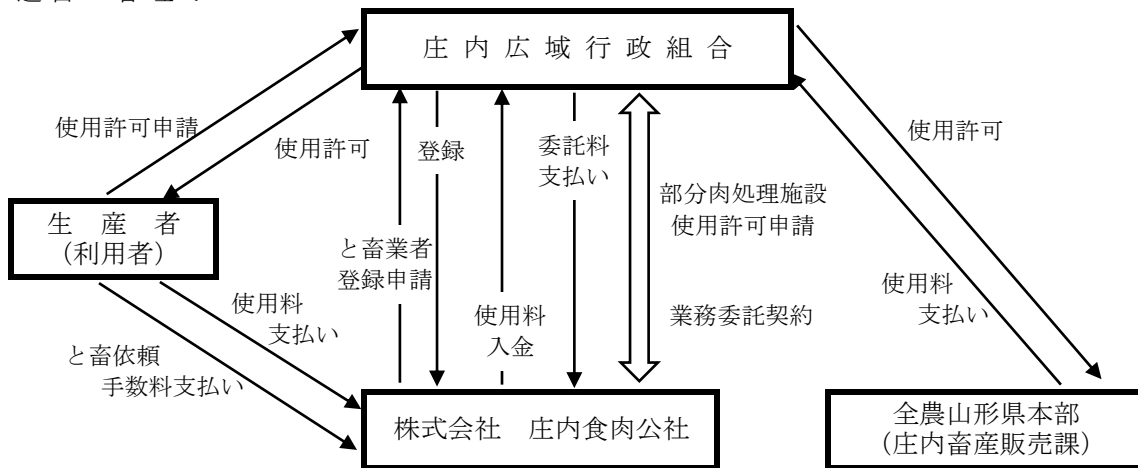 庄内広域行政組合
使用許可申請
使用許可
登録
委託料
支払い
使用許可
部分肉処理施設
使用許可申請
生産者
(利用者)
と畜業者
登録申請
使用料
支払い
使用料
入金
業務委託契約
使用料
支払い
と畜依頼
手数料支払い
株式会社 庄内食肉公社
全農山形県本部
(庄内畜産販売課)